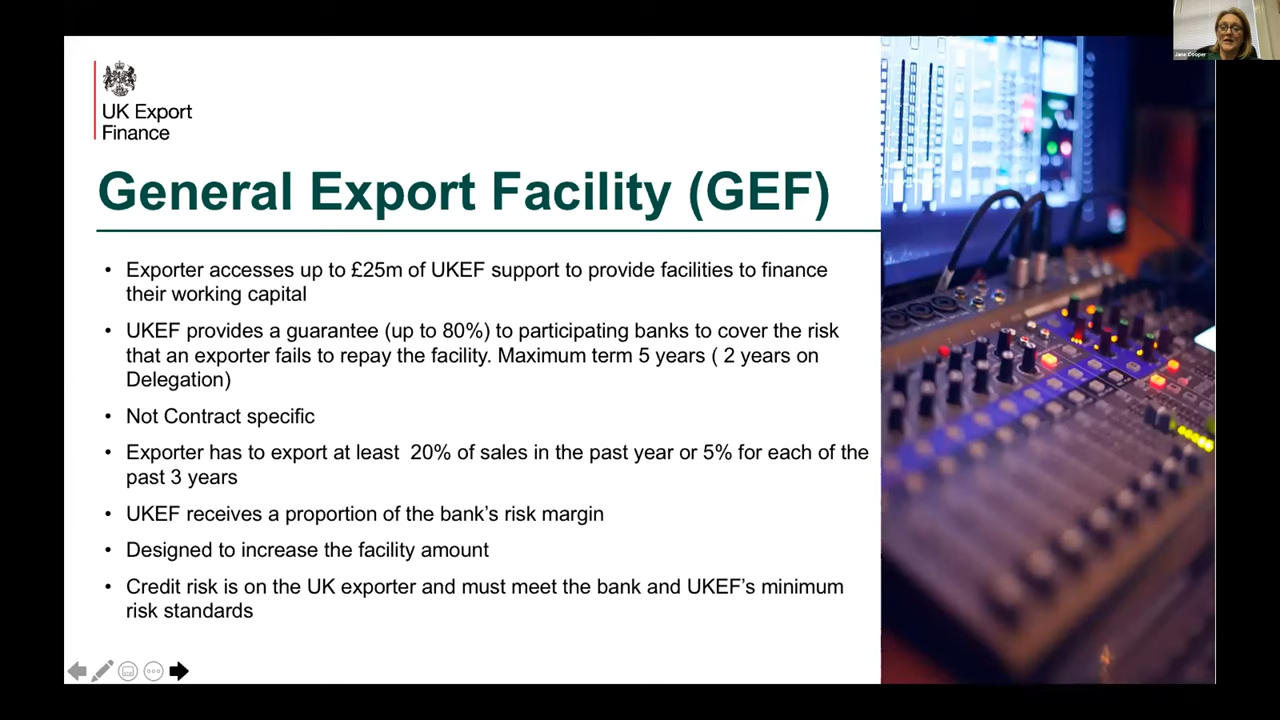 Jane Cooper
UK Export
Finance
General Export Facility (GEF)
• Exporter accesses up to £25m of UKEF support to provide facilities to finance
their working capital
• UKEF provides a guarantee (up to 80%) to participating banks to cover the risk
that an exporter fails to repay the facility. Maximum term 5 years ( 2 years on
Delegation)
• Not Contract specific
• Exporter has to export at least  20% of sales in the past year or 5% for each of the
past 3 years
• UKEF receives a proportion of the bank’s risk margin
• Designed to increase the facility amount
• Credit risk is on the UK exporter and must meet the bank and UKEF’s minimum
risk standards